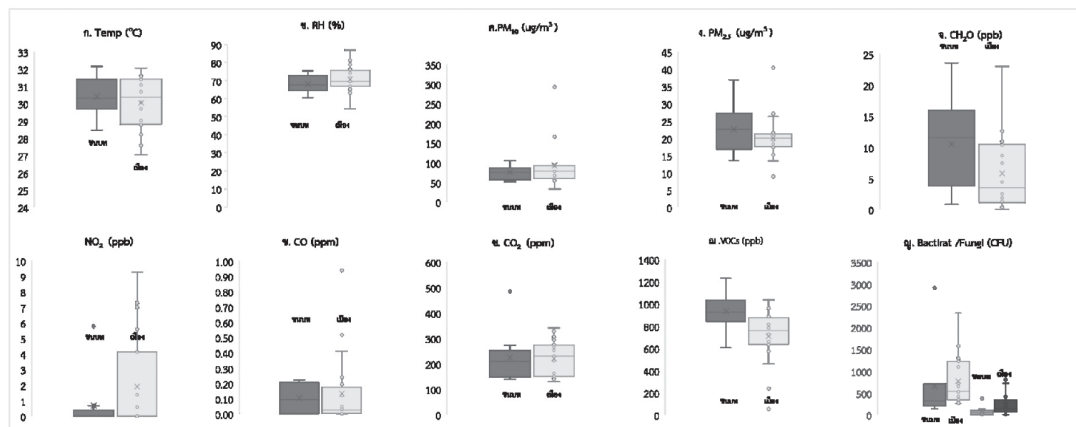 ก. Temp (°C)
33
32
31
30
29
28
27
26
25
24
ชนบท
เมือง
ข. RH (%)
90
80
70
60
50
40
30
20
10
0
ชนบท
เมือง
ค.PM10 (ug/m³)
350
300
250
200
150
100
50
0
ชนบท
เมือง
ง. PM2.5 (ug/m³)
45
40
35
30
25
20
15
10
5
0
ชนบท
เมือง
จ. CH₂O (ppb)
ชนบท
เมือง
25
20
15
10
5
0
NO₂ (ppb)
10
9
8
7
6
5
4
3
2
1
0
ชนบท
เมือง
ช. CO (ppm)
1.00
0.90
0.80
0.70
0.60
0.50
0.40
0.30
0.20
0.10
0.00
ชนบท
เมือง
ซ. CO₂ (ppm)
600
500
400
300
200
100
0
ชนบท
เมือง
ฌ.VOCs (ppb)
1400
1200
1000
800
600
400
200
0
ชนบท
เมือง
ญ. Bactirat /Fungi (CFU)
3500
3000
2500
2000
1500
1000
500
0
ชนบท
เมือง
ชนบท
เมือง